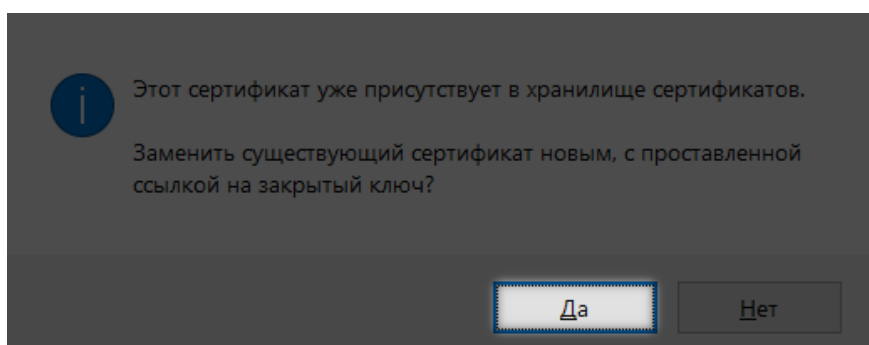 Этот сертификат уже присутствует в хранилище сертификатов.
Заменить существующий сертификат новым, с проставленной
ссылкой на закрытый ключ?
Да
Нет